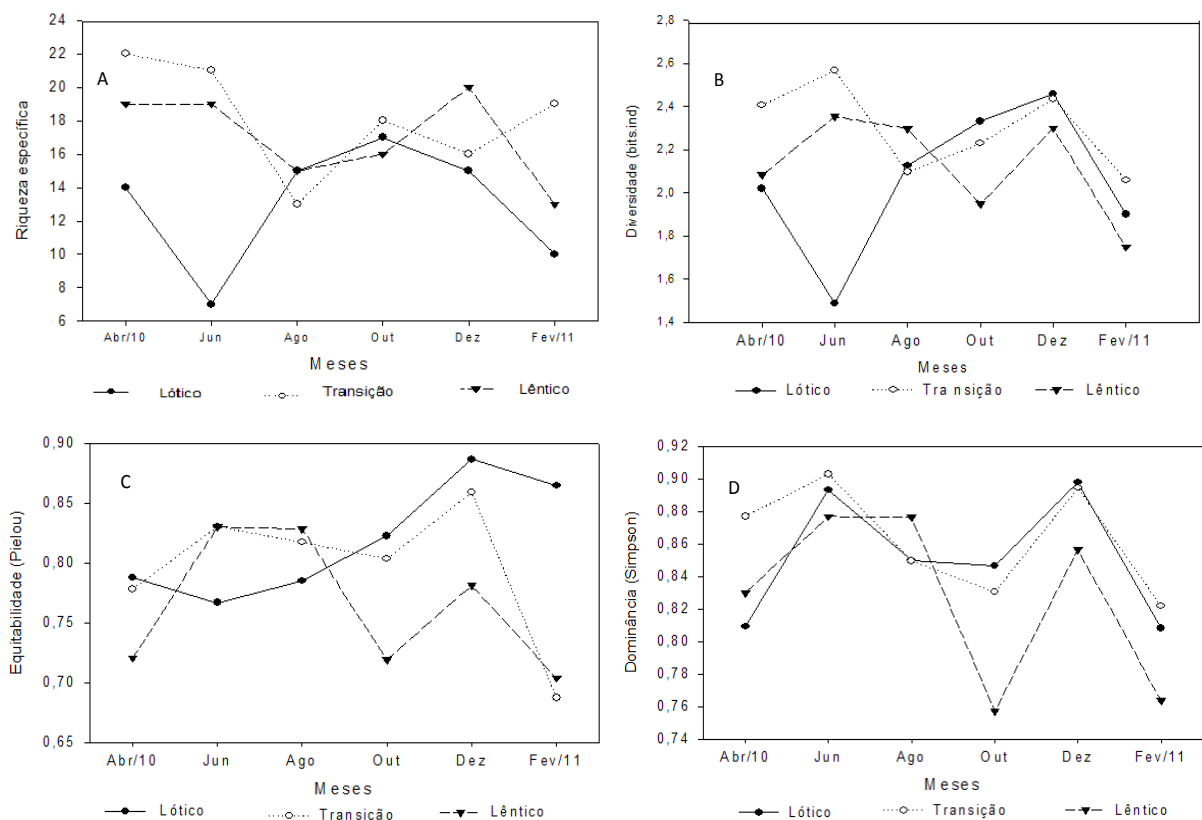 A
Riqueza específica
24
22
20
18
16
14
12
10
8
6
Abr/10 Jun Ago Out Dez Fev/11
Meses
Lótico Transição Lêntico
B
Diversidade (bits.ind)
2,8
2,6
2,4
2,2
2,0
1,8
1,6
1,4
Abr/10 Jun Ago Out Dez Fev/11
Meses
Lótico Transição Lêntico
C
Equitabilidade (Pielou)
0,90
0,85
0,80
0,75
0,70
0,65
Abr/10 Jun Ago Out Dez Fev/11
Meses
Lótico Transição Lêntico
D
Dominância (Simpson)
0,92
0,90
0,88
0,86
0,84
0,82
0,80
0,78
0,76
0,74
Abr/10 Jun Ago Out Dez Fev/11
Meses
Lótico Transição Lêntico